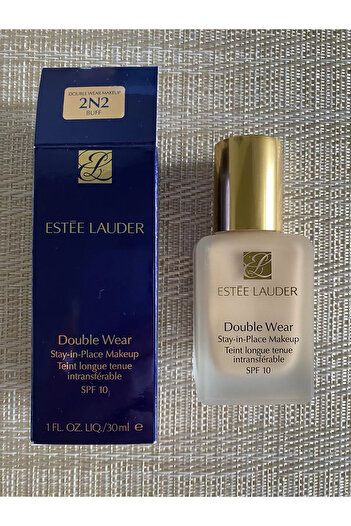 DOUBLE WEAR MAKEUP
2N2
BUFF
ESTĒE LAUDER
Double Wear
Stay-in-Place Makeup
Teint longue tenue
intransférable
SPF 10
1 FL. OZ. LIQ./30ml e
ESTĒE LAUDER
Double Wear
Stay-in-Place Makeup
Teint longue tenue
intransférable
SPF 10